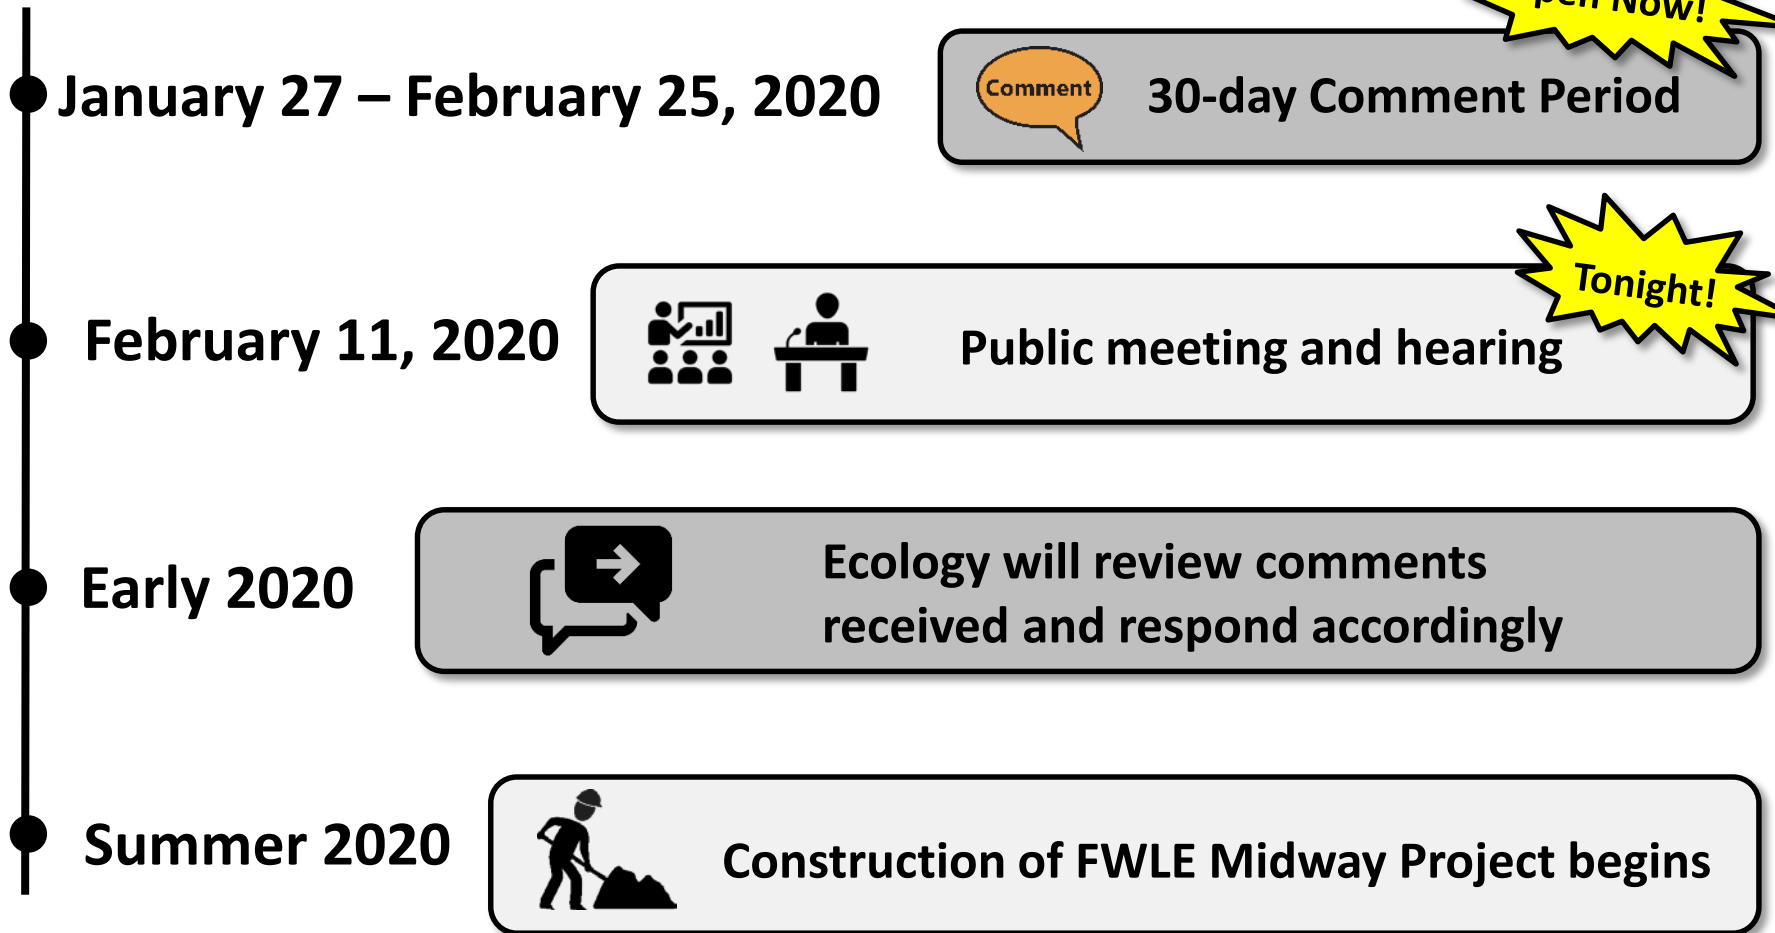 Now!
January 27 – February 25, 2020
Comment
30-day Comment Period
Tonight!
February 11, 2020
Public meeting and hearing
Early 2020
Ecology will review comments
received and respond accordingly
Summer 2020
Construction of FWLE Midway Project begins